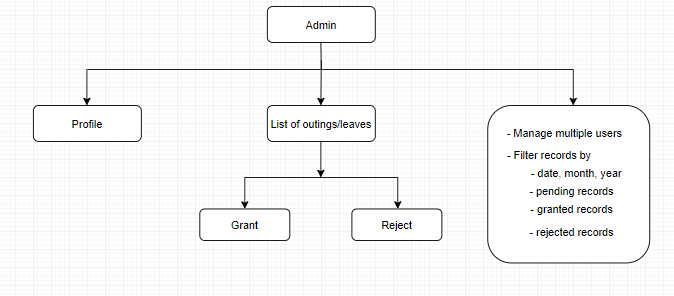 Admin
Profile
List of outings/leaves
- Manage multiple users
- Filter records by
- date, month, year
- pending records
- granted records
- rejected records
Grant
Reject